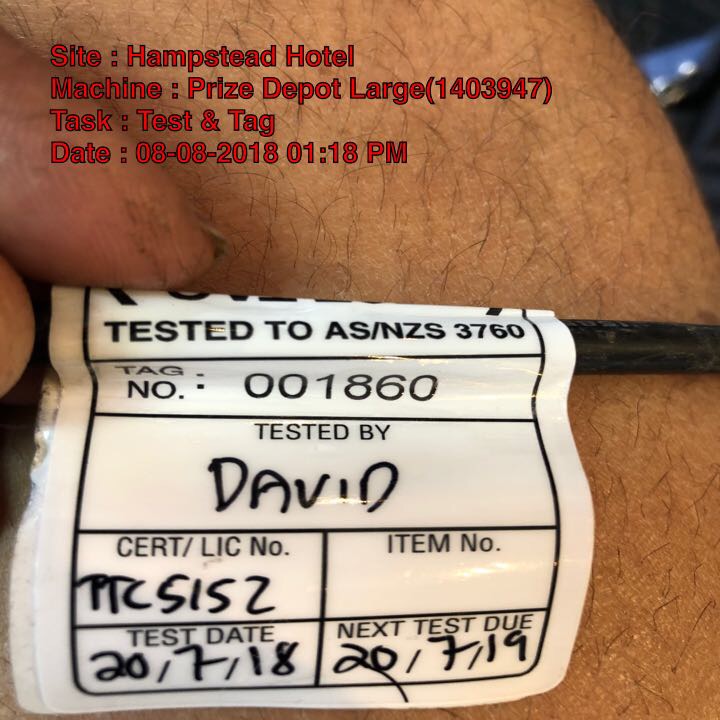 Site : Hampstead Hotel
Machine : Prize Depot Large(1403947)
Task : Test & Tag
Date : 08-08-2018 01:18 PM
TESTED TO AS/NZS 3760
TAG NO. : 001860
TESTED BY
DAVID
CERT/ LIC No. ITEM No.
PTC5152
TEST DATE NEXT TEST DUE
20/7/18 20/7/19